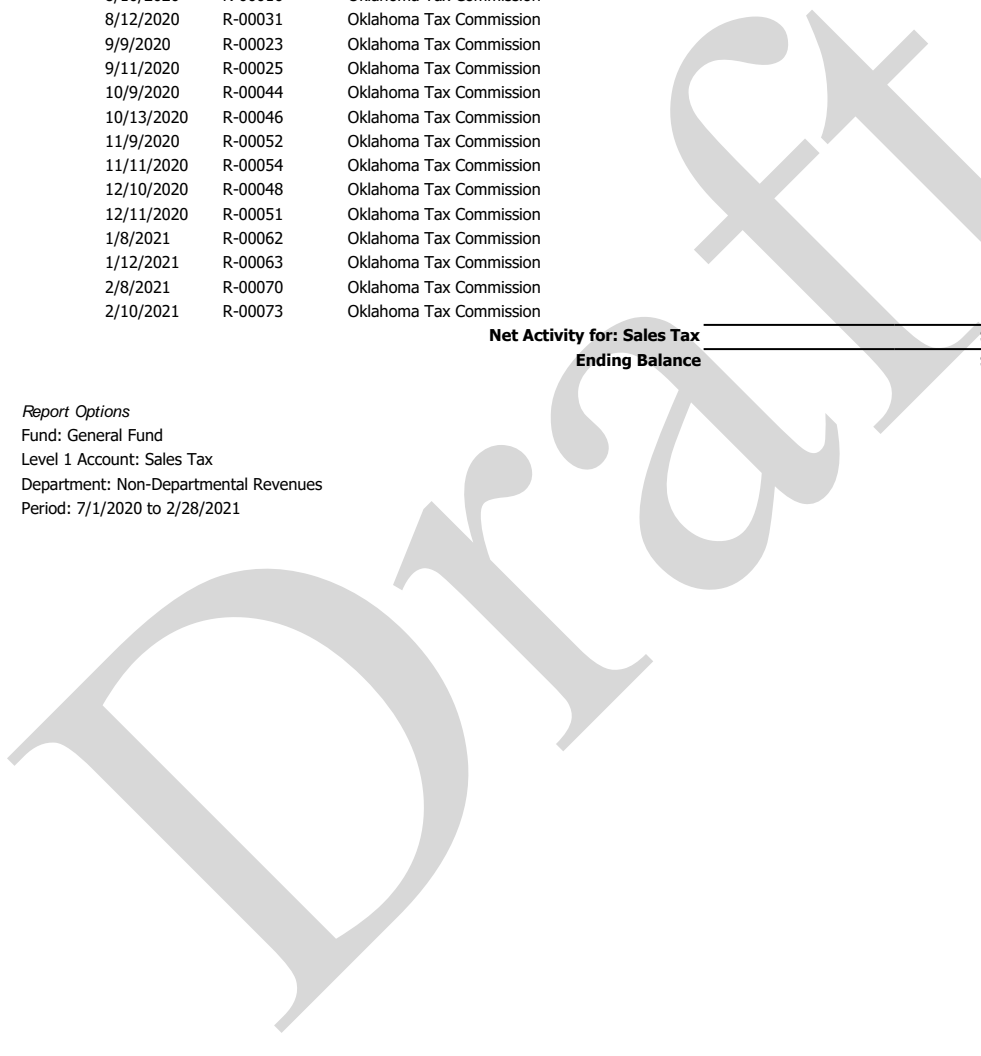 8/12/2020 R-00031 Oklahoma Tax Commission
9/9/2020 R-00023 Oklahoma Tax Commission
9/11/2020 R-00025 Oklahoma Tax Commission
10/9/2020 R-00044 Oklahoma Tax Commission
10/13/2020 R-00046 Oklahoma Tax Commission
11/9/2020 R-00052 Oklahoma Tax Commission
11/11/2020 R-00054 Oklahoma Tax Commission
12/10/2020 R-00048 Oklahoma Tax Commission
12/11/2020 R-00051 Oklahoma Tax Commission
1/8/2021 R-00062 Oklahoma Tax Commission
1/12/2021 R-00063 Oklahoma Tax Commission
2/8/2021 R-00070 Oklahoma Tax Commission
2/10/2021 R-00073 Oklahoma Tax Commission
Net Activity for: Sales Tax
Ending Balance
Report Options
Fund: General Fund
Level 1 Account: Sales Tax
Department: Non-Departmental Revenues
Period: 7/1/2020 to 2/28/2021
Draft